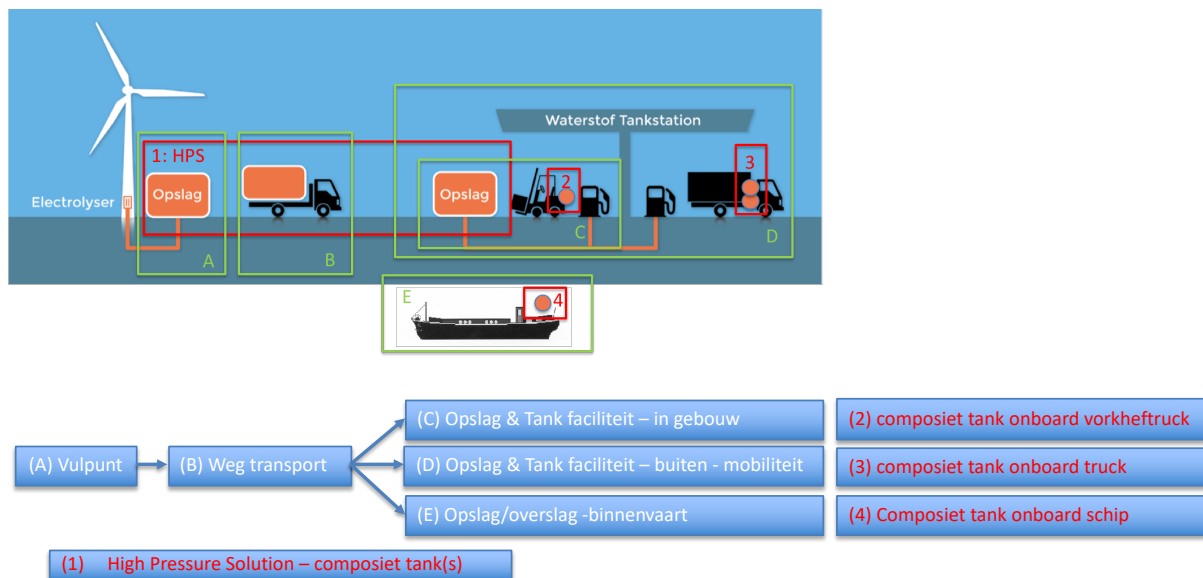 Waterstof Tankstation
1: HPS
3
2
Opslag
Opslag
Electrolyser
C
D
A
B
E
4
(C) Opslag & Tank faciliteit – in gebouw
(2) composiet tank onboard vorkheftruck
(A) Vulpunt
(B) Weg transport
(D) Opslag & Tank faciliteit – buiten - mobiliteit
(3) composiet tank onboard truck
(E) Opslag/overslag -binnenvaart
(4) Composiet tank onboard schip
(1) High Pressure Solution – composiet tank(s)